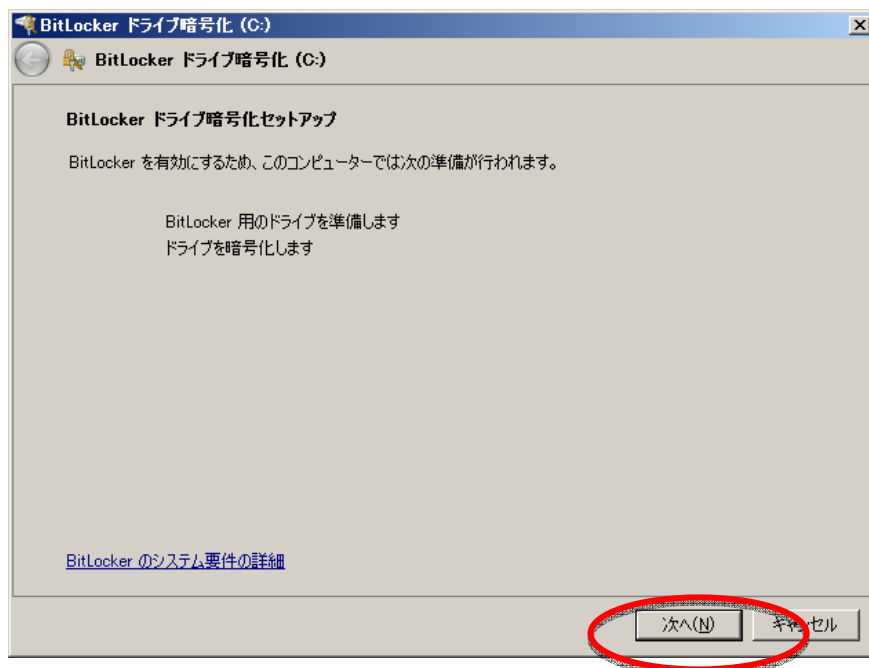 BitLocker ドライブ暗号化 (C:)
BitLocker ドライブ暗号化 (C:)
BitLocker ドライブ暗号化セットアップ
BitLocker を有効にするため、このコンピューターでは次の準備が行われます。
BitLocker 用のドライブを準備します
ドライブを暗号化します
BitLocker のシステム要件の詳細
次へ(N) キャンセル